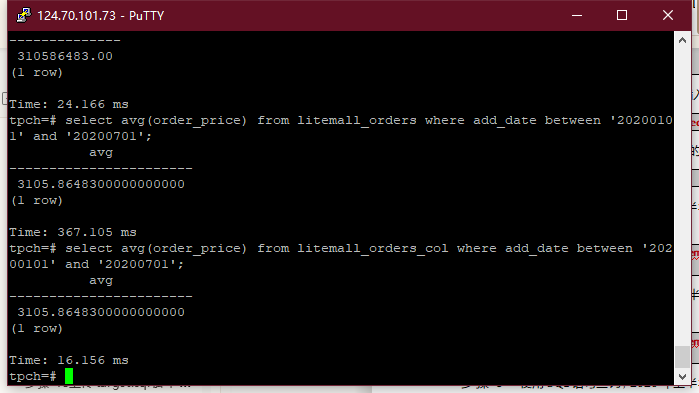 124.70.101.73 - PuTTY
--------------
310586483.00
(1 row)
Time: 24.166 ms
tpch=# select avg(order_price) from litemall_orders where add_date between '2020010
1' and '20200701';
avg
-----------------------
3105.8648300000000000
(1 row)
Time: 367.105 ms
tpch=# select avg(order_price) from litemall_orders_col where add_date between '202
00101' and '20200701';
avg
-----------------------
3105.8648300000000000
(1 row)
Time: 16.156 ms
tpch=#